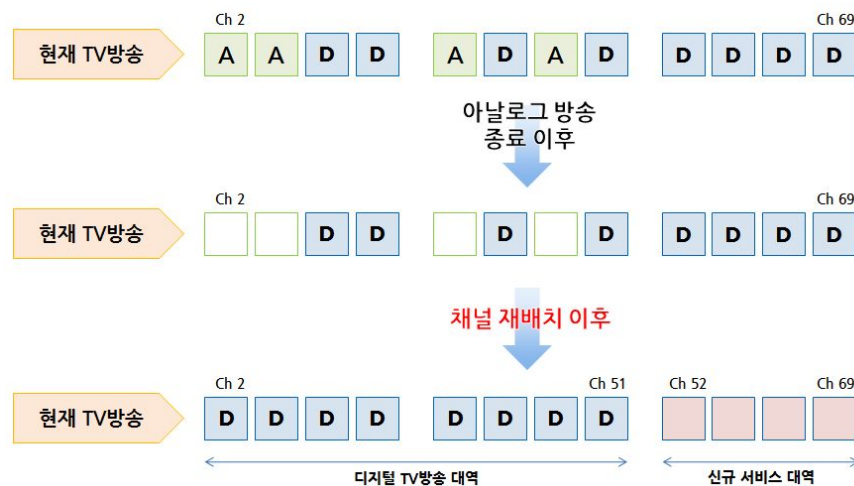 Ch 2
Ch 69
현재 TV방송
A A D D A D A D D D D D
아날로그 방송
종료 이후
Ch 2
Ch 69
현재 TV방송
D D D D D D D D
채널 재배치 이후
Ch 2
Ch 51
Ch 52
Ch 69
현재 TV방송
D D D D D D D D
디지털 TV방송 대역
신규 서비스 대역